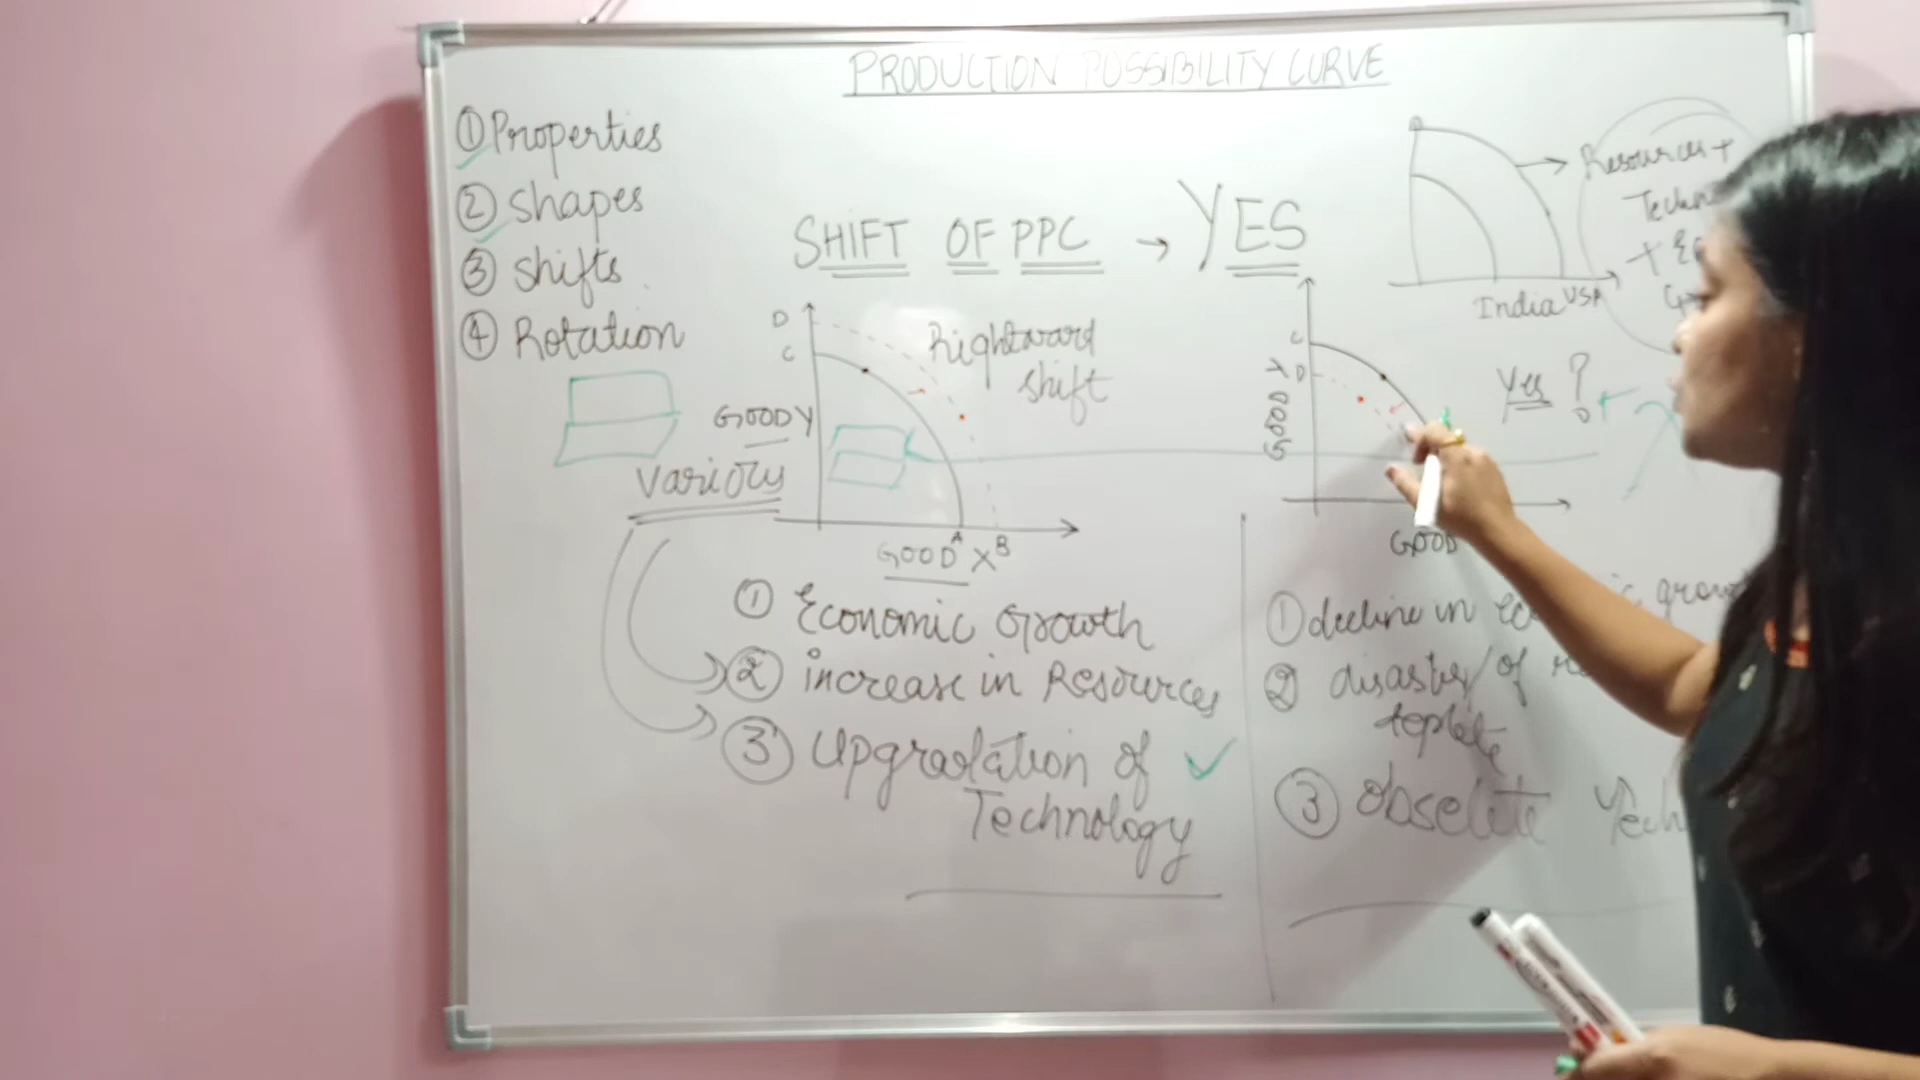 PRODUCTION POSSIBILITY CURVE
① Properties
② Shapes
③ Shifts
④ Rotation
SHIFT OF PPC → YES
Resources +
India USA
D
C
Rightward
shift
GOOD Y
A B
GOOD X
C
D
GOOD Y
Yes ?
GOOD
① Economic Growth
② increase in Resources
③ Upgradation of
Technology
① decline in
② disaster/ of
③ Obselete Tech